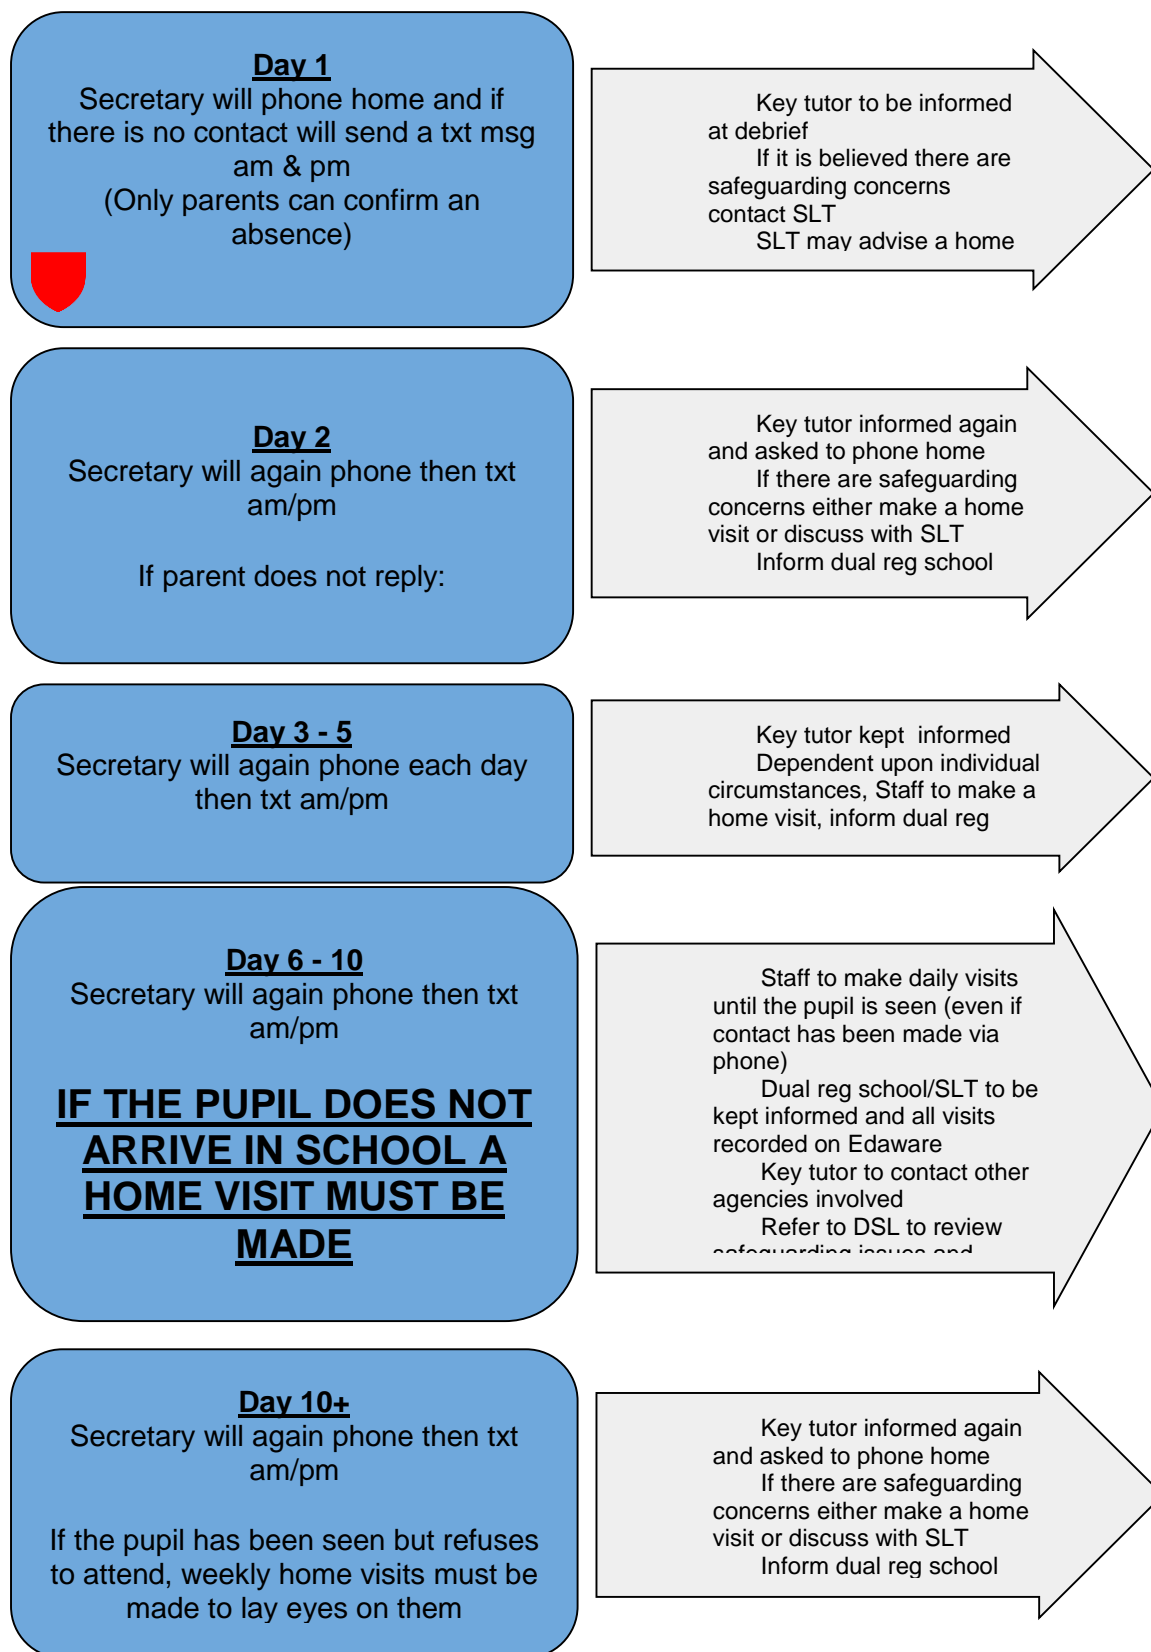 Day 1
Secretary will phone home and if
there is no contact will send a txt msg
am & pm
(Only parents can confirm an
absence)
Key tutor to be informed
at debrief
If it is believed there are
safeguarding concerns
contact SLT
SLT may advise a home
Day 2
Secretary will again phone then txt
am/pm
If parent does not reply:
Key tutor informed again
and asked to phone home
If there are safeguarding
concerns either make a home
visit or discuss with SLT
Inform dual reg school
Day 3 - 5
Secretary will again phone each day
then txt am/pm
Key tutor kept  informed
Dependent upon individual
circumstances, Staff to make a
home visit, inform dual reg
Day 6 - 10
Secretary will again phone then txt
am/pm
IF THE PUPIL DOES NOT
ARRIVE IN SCHOOL A
HOME VISIT MUST BE
MADE
Staff to make daily visits
until the pupil is seen (even if
contact has been made via
phone)
Dual reg school/SLT to be
kept informed and all visits
recorded on Edaware
Key tutor to contact other
agencies involved
Refer to DSL to review
safeguarding issues and
Day 10+
Secretary will again phone then txt
am/pm
If the pupil has been seen but refuses
to attend, weekly home visits must be
made to lay eyes on them
Key tutor informed again
and asked to phone home
If there are safeguarding
concerns either make a home
visit or discuss with SLT
Inform dual reg school